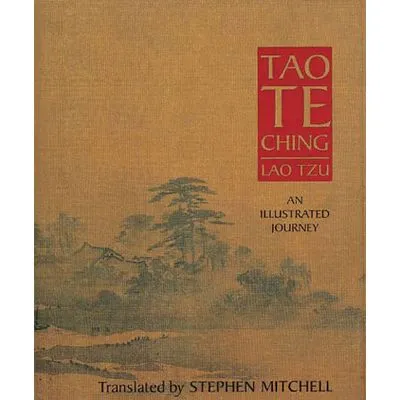 TAO
TE
CHING
LAO TZU
AN
ILLUSTRATED
JOURNEY
Translated by STEPHEN MITCHELL